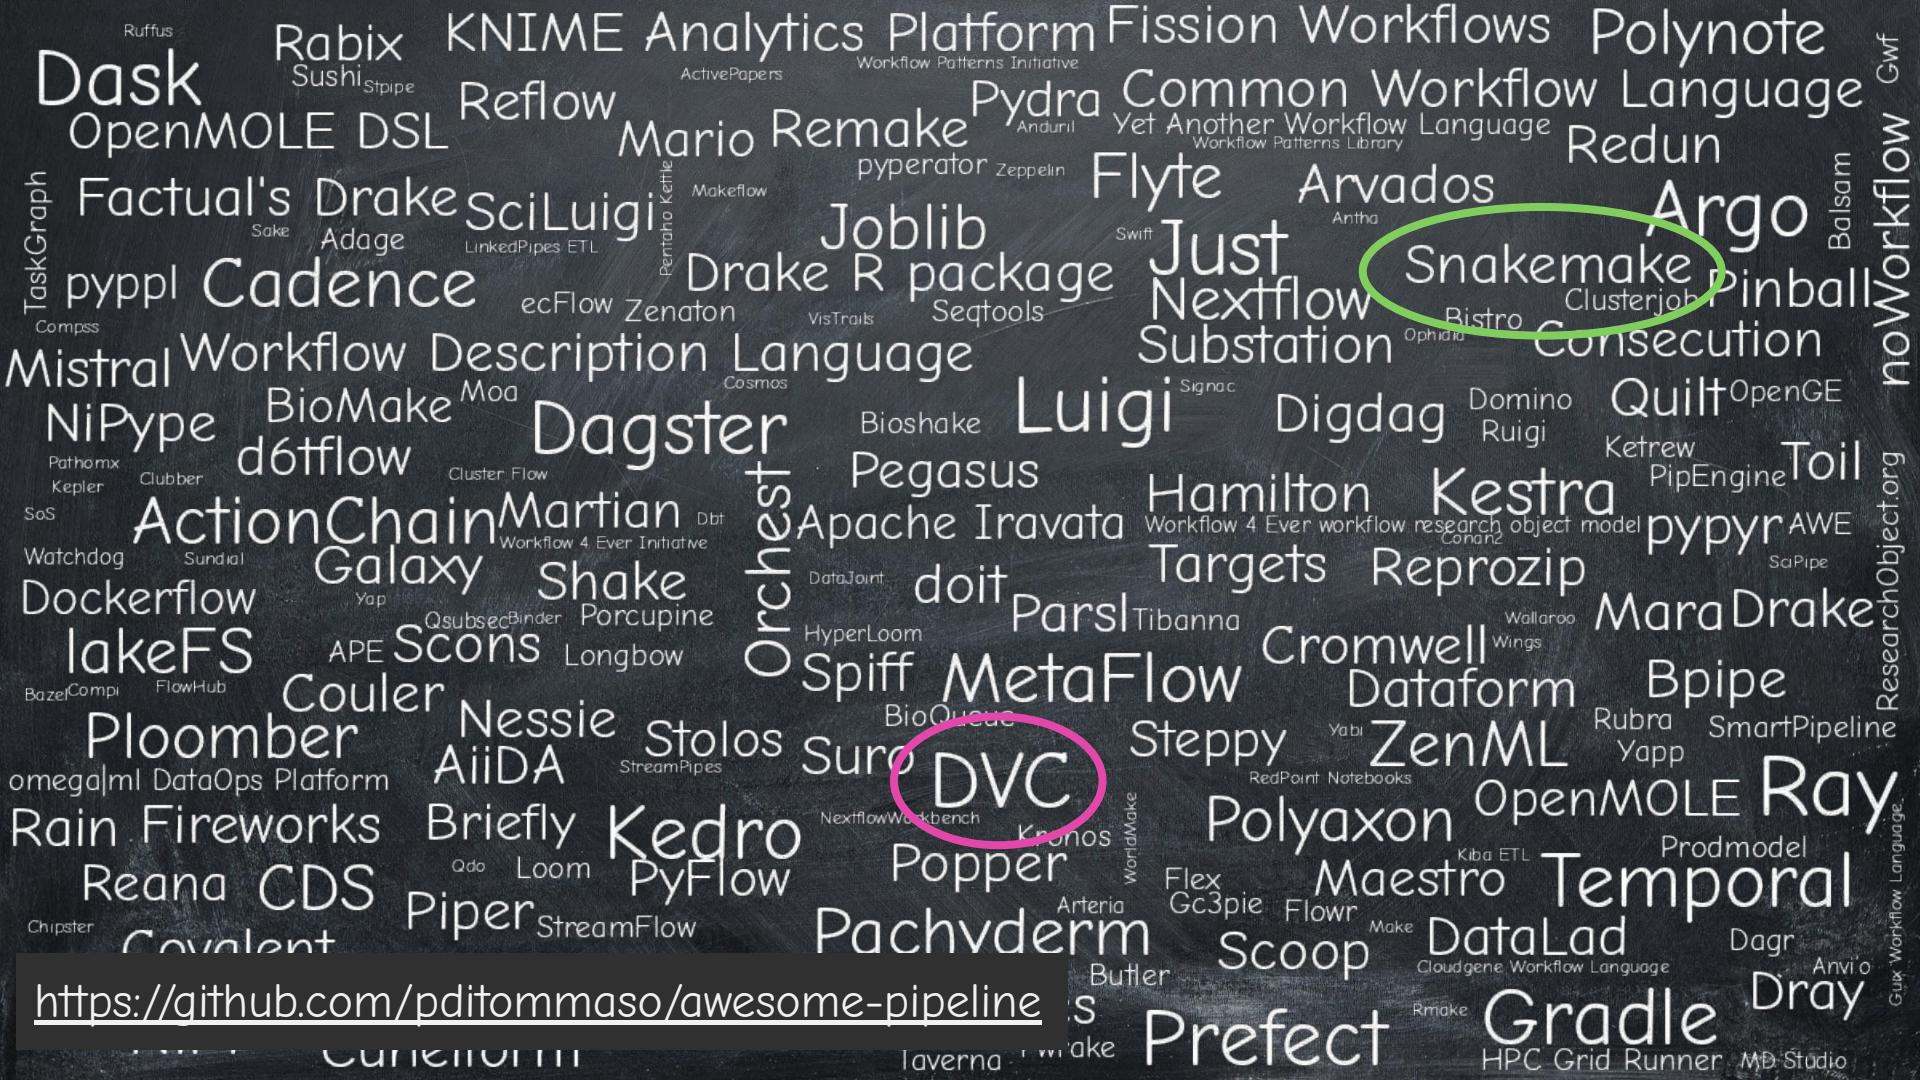 Ruffus
Rabix
KNIME Analytics Platform
Fission Workflows
Polynote
Gwf
Dask
Sushi
Stpipe
ActivePapers
Workflow Patterns Initiative
Reflow
Pydra
Common Workflow Language
OpenMOLE DSL
Mario
Remake
Anduril
Yet Another Workflow Language
Workflow Patterns Library
Redun
noWorkflow
TaskGraph
pyperator
Zeppelin
Flyte
Arvados
Balsam
Factual's Drake
SciLuigi
Pentaho Kettle
Makeflow
Argo
Sake
Adage
LinkedPipes ETL
Joblib
Swift
Just
Antha
Snakemake
pyppl
Cadence
Drake R package
Nextflow
Clusterjob
Pinball
ecFlow
Zenaton
VisTrails
Seqtools
Bistro
Compss
Ophidia
Mistral
Workflow Description Language
Substation
Consecution
Cosmos
Moa
Luigi
Signac
NiPype
BioMake
Dagster
Bioshake
Digdag
Domino
Ruigi
Quilt
OpenGE
Pathomx
Kepler
Clubber
d6tflow
Cluster Flow
Pegasus
Ketrew
PipEngine
Toil
SoS
ActionChain
Martian
Dbt
Orchest
Apache Iravata
Hamilton
Kestra
Workflow 4 Ever workflow research object model
pypyr
AWE
Workflow 4 Ever Initiative
Conan2
Watchdog
Sundial
Galaxy
Shake
DataJoint
doit
Targets
Reprozip
SciPipe
ResearchObject.org
Dockerflow
Yap
Qsubsec
Binder
Porcupine
Parsl
Tibanna
Wallaroo
Mara
Drake
lakeFS
APE
Scons
Longbow
HyperLoom
Spiff
MetaFlow
Cromwell
Wings
Bazel
Compi
FlowHub
Couler
Dataform
Bpipe
Ploomber
Nessie
Stolos
BioQueue
Suro
DVC
Steppy
Yabi
ZenML
Rubra
Yapp
SmartPipeline
omega|ml DataOps Platform
AiiDA
StreamPipes
RedPoint Notebooks
OpenMOLE
Ray
Rain
Fireworks
Briefly
Kedro
NextflowWorkbench
Kronos
WorldMake
Polyaxon
Reana
CDS
Qdo
Loom
PyFlow
Popper
Flex
Gc3pie
Flowr
Maestro
Kiba ETL
Prodmodel
Temporal
Guix Workflow Language.
Chipster
Covalent
Piper
StreamFlow
Arteria
Pachyderm
Scoop
Make
DataLad
Dagr
https://github.com/pditommaso/awesome-pipeline
Butler
Cloudgene Workflow Language
Anvio
Dray
Prefect
Rmake
Gradle
Cuneiform
Taverna
HPC Grid Runner
MD Studio